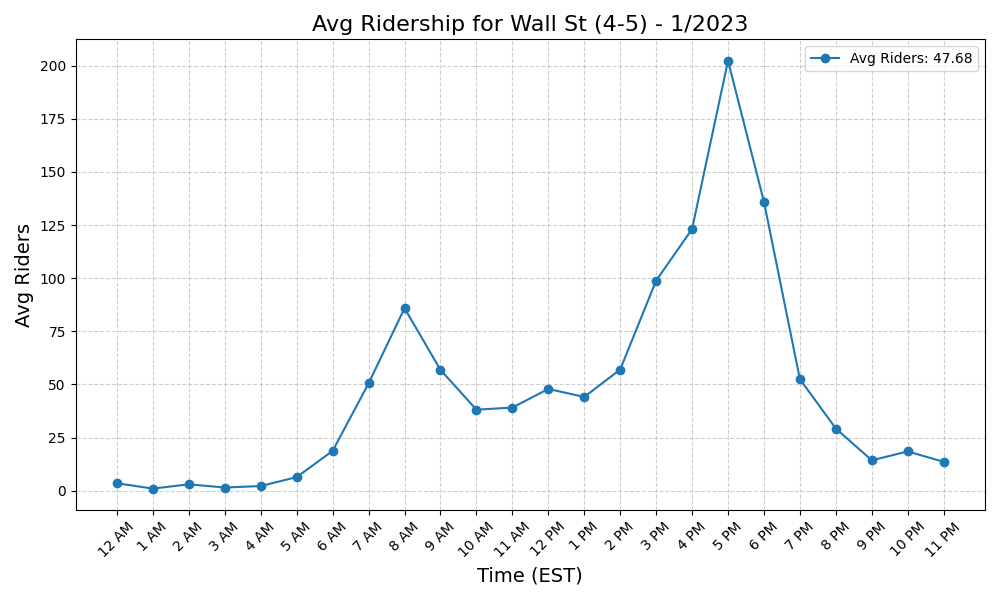 Avg Ridership for Wall St (4-5) - 1/2023
Avg Riders: 47.68
Avg Riders
200
175
150
125
100
75
50
25
0
12 AM
1 AM
2 AM
3 AM
4 AM
5 AM
6 AM
7 AM
8 AM
9 AM
10 AM
11 AM
12 PM
1 PM
2 PM
3 PM
4 PM
5 PM
6 PM
7 PM
8 PM
9 PM
10 PM
11 PM
Time (EST)